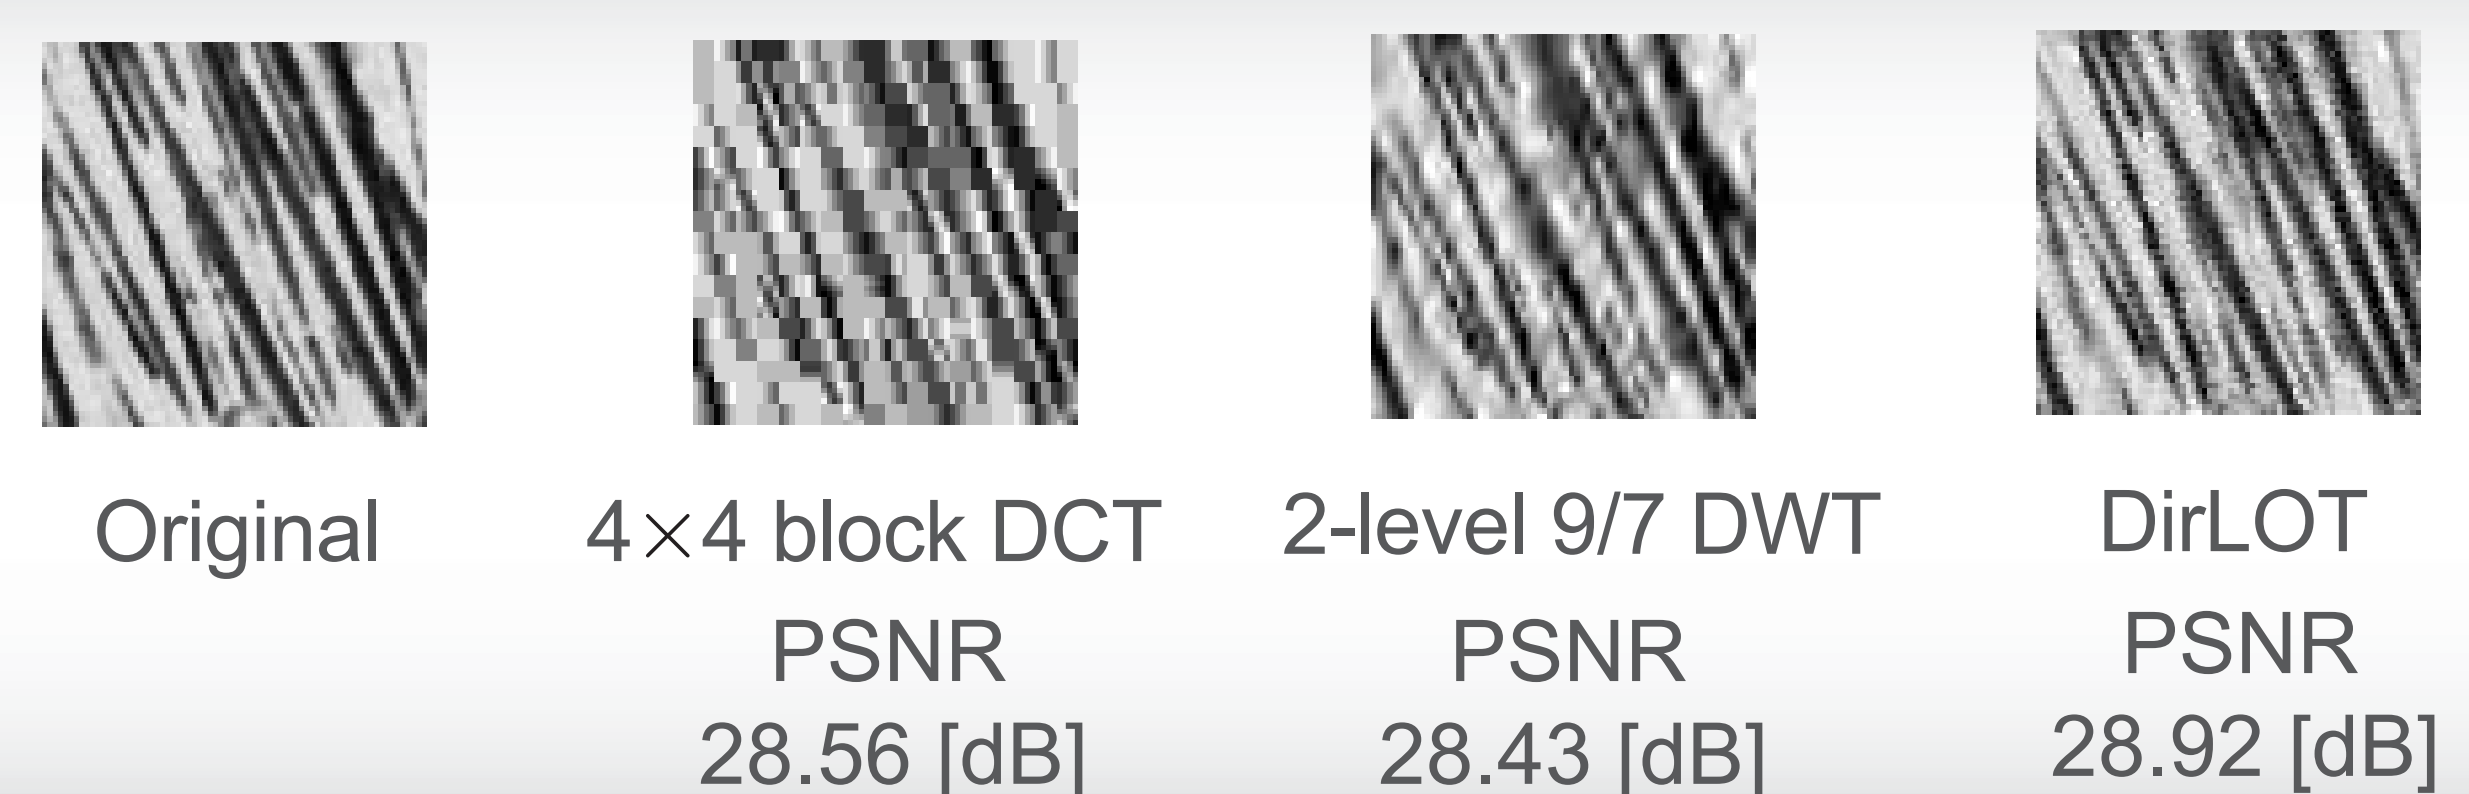 Original
4×4 block DCT
PSNR
28.56 [dB]
2-level 9/7 DWT
PSNR
28.43 [dB]
DirLOT
PSNR
28.92 [dB]